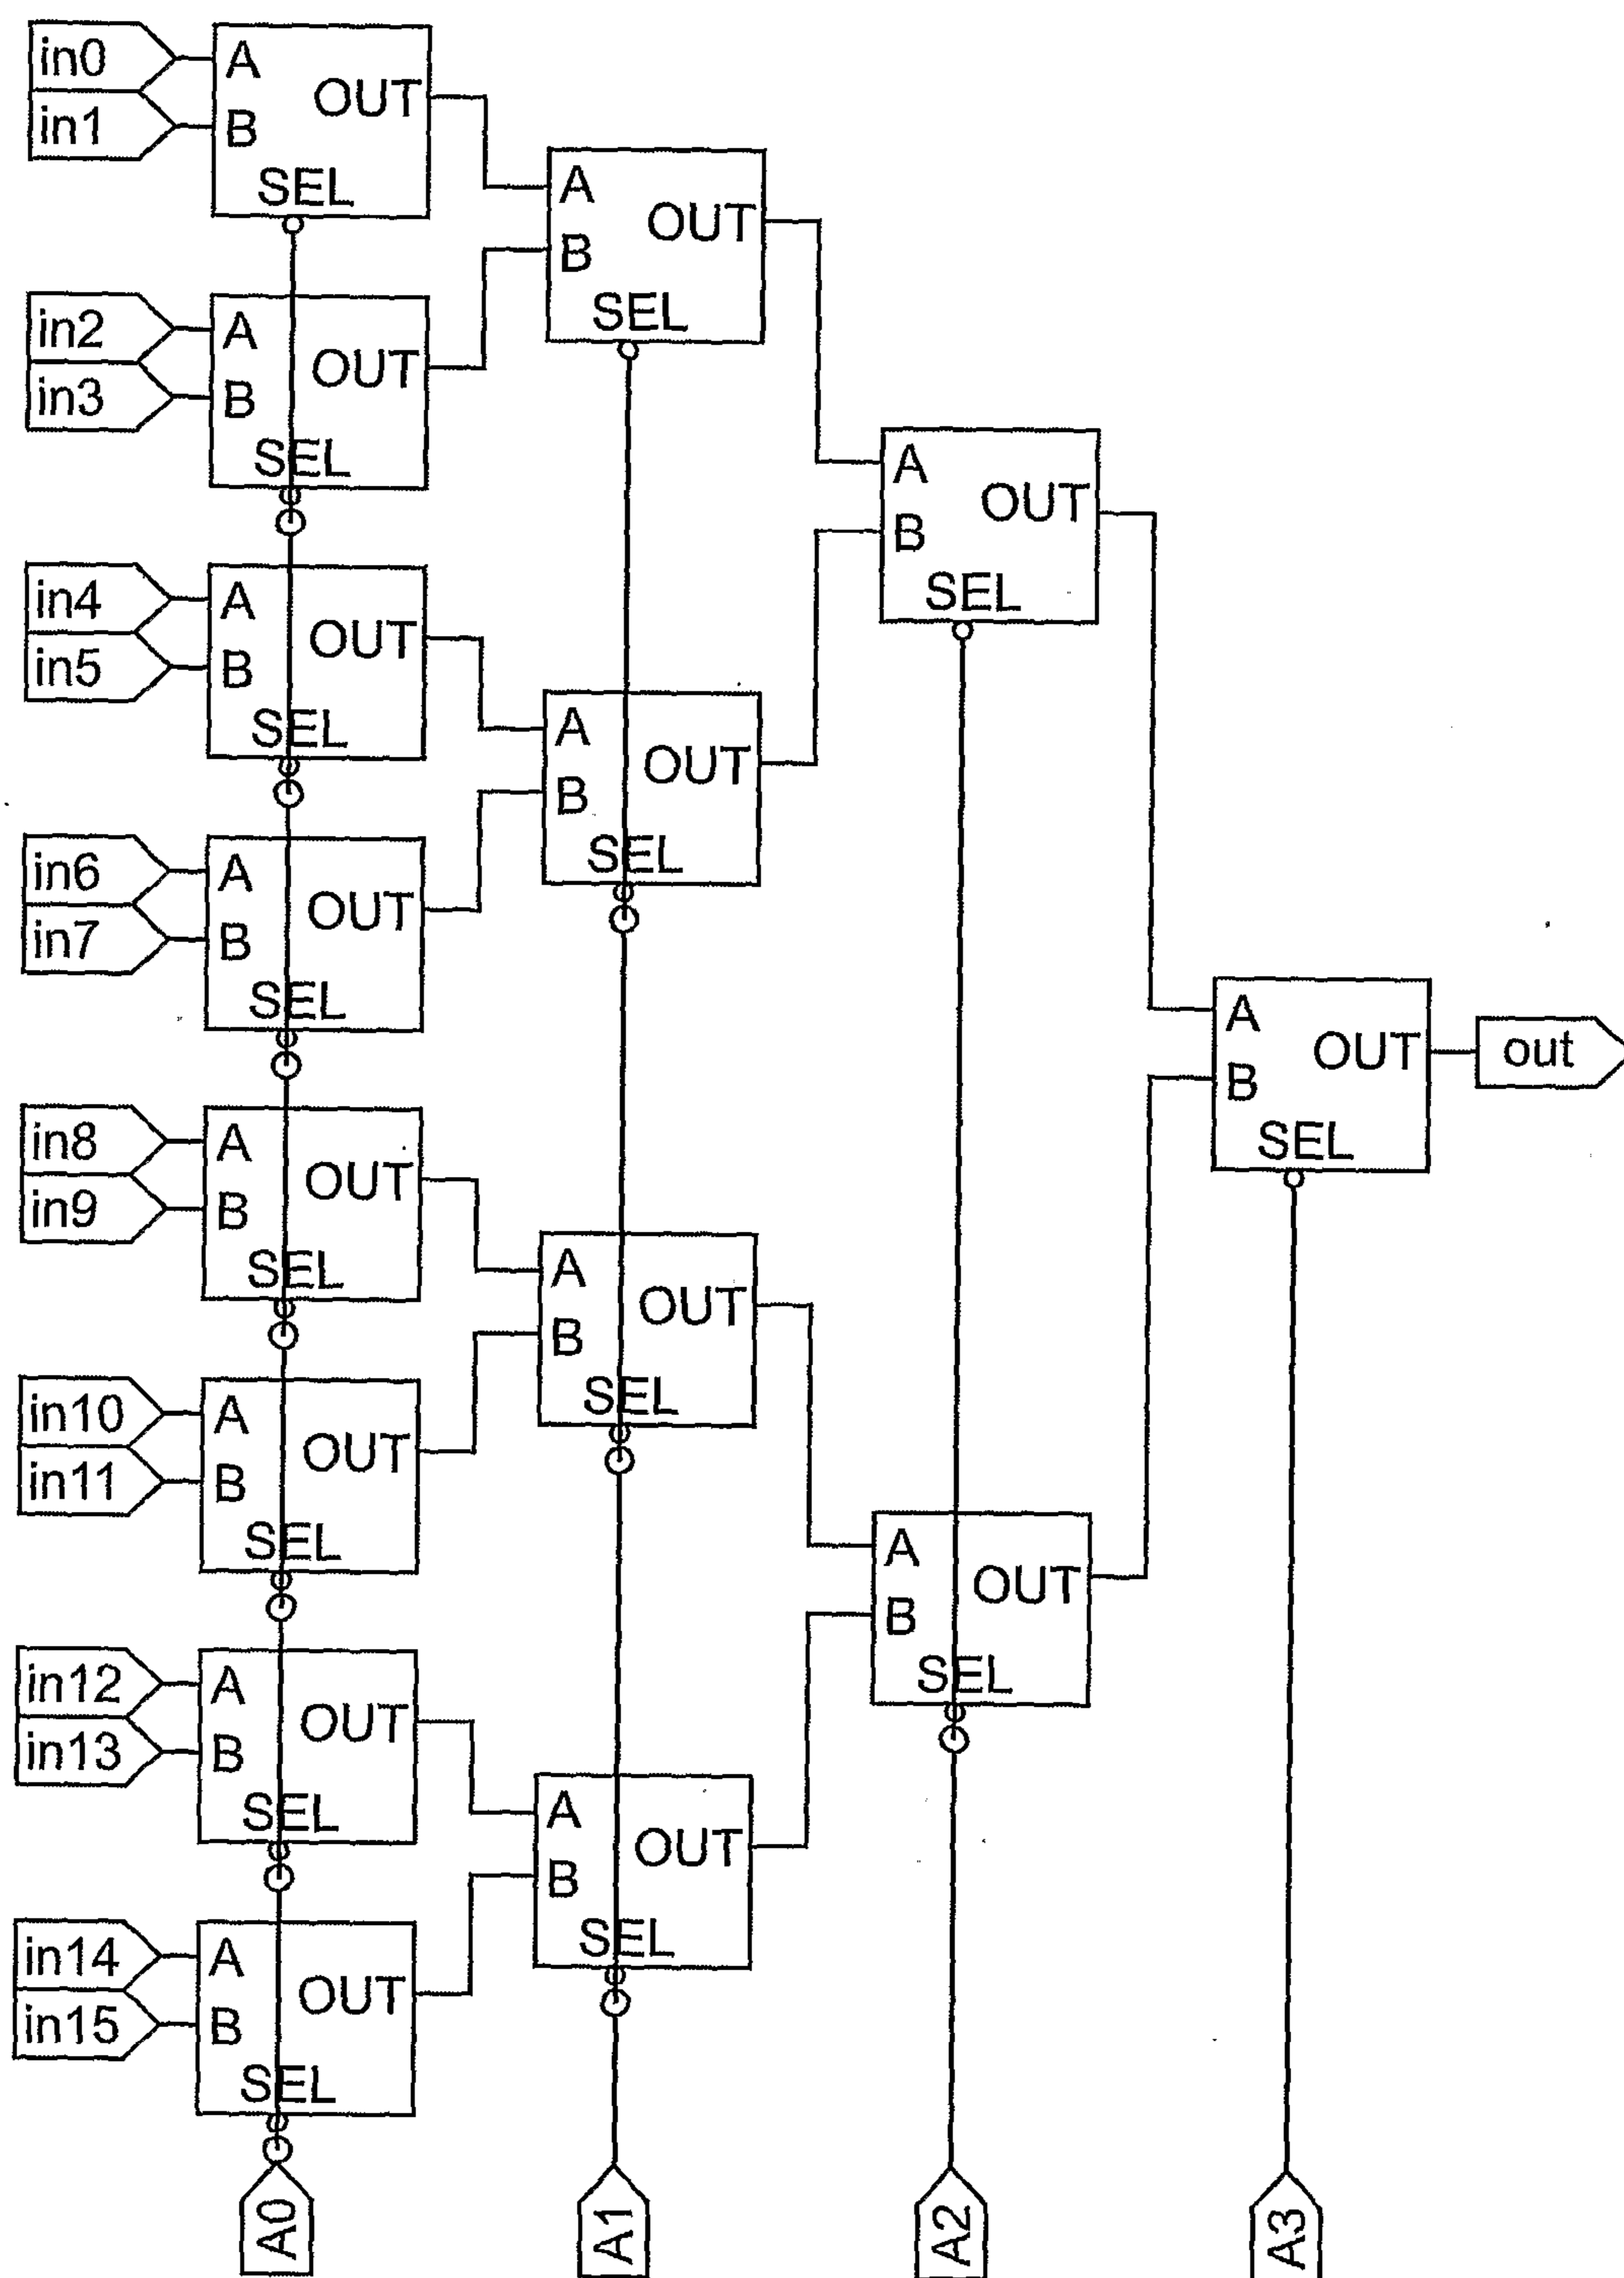 in0
in1
A
B
OUT
SEL
in2
in3
A
B
OUT
SEL
in4
in5
A
B
OUT
SEL
in6
in7
A
B
OUT
SEL
in8
in9
A
B
OUT
SEL
in10
in11
A
B
OUT
SEL
in12
in13
A
B
OUT
SEL
in14
in15
A
B
OUT
SEL
A
B
OUT
SEL
A
B
OUT
SEL
A
B
OUT
SEL
A
B
OUT
SEL
A
B
OUT
SEL
A
B
OUT
SEL
A
B
OUT
SEL
out
A0
A1
A2
A3